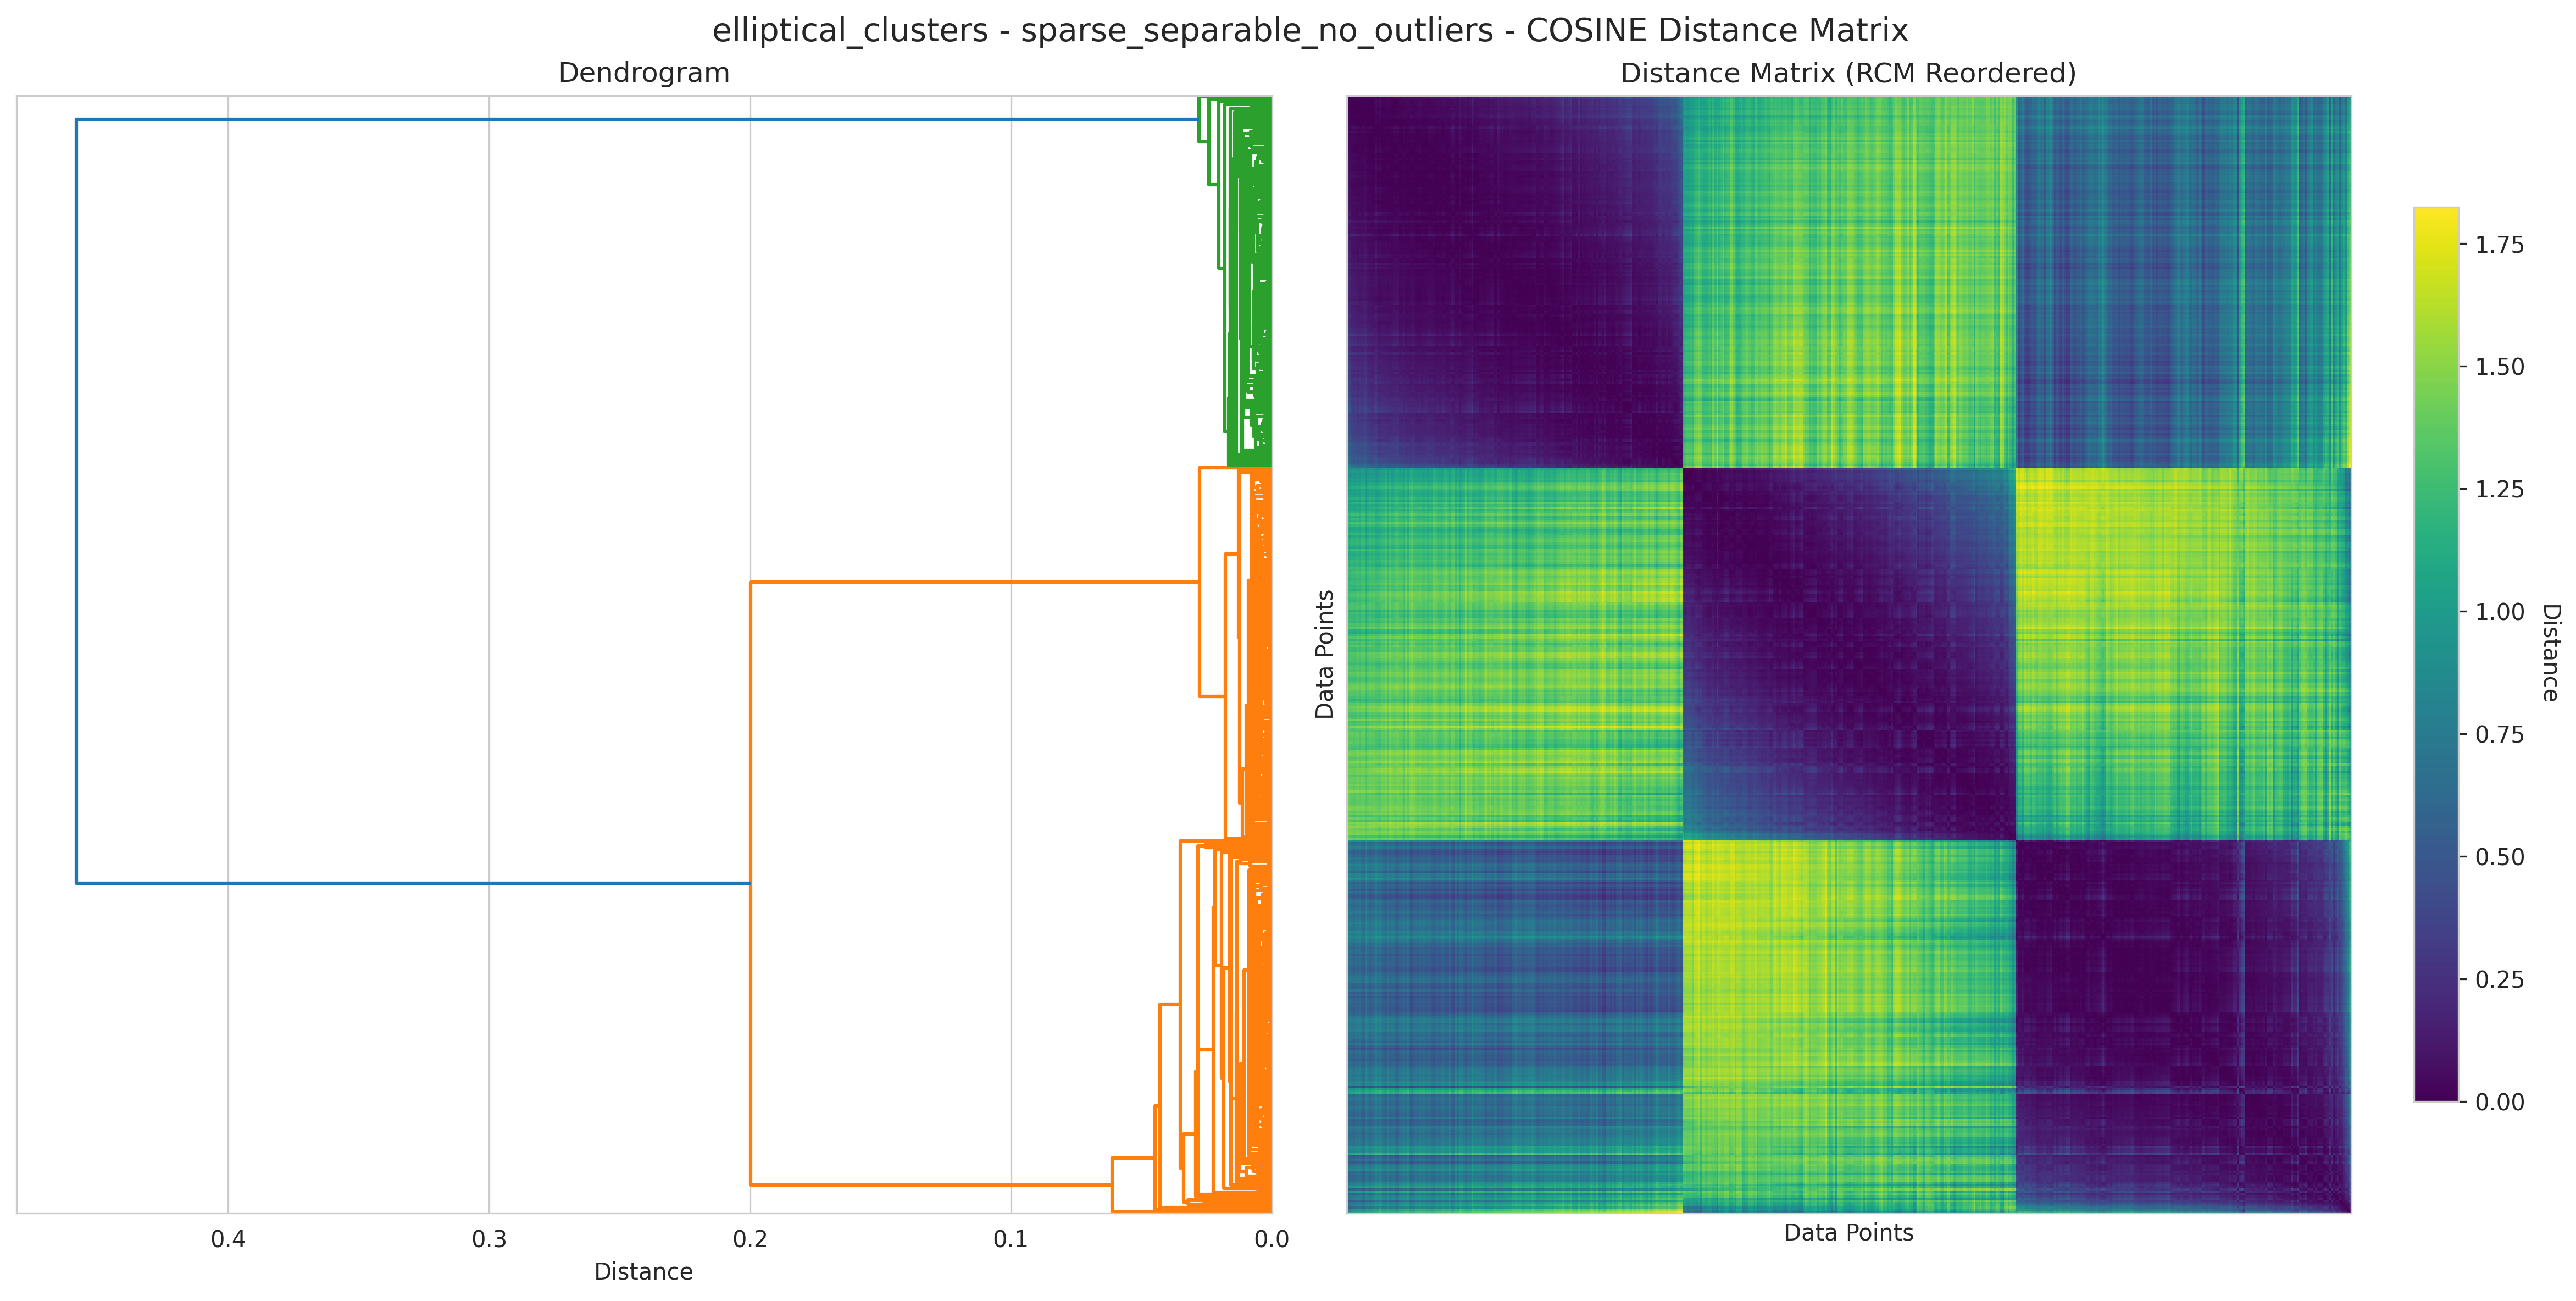 elliptical_clusters - sparse_separable_no_outliers - COSINE Distance Matrix
Dendrogram
0.4
0.3
0.2
0.1
0.0
Distance
Distance Matrix (RCM Reordered)
Data Points
Data Points
1.75
1.50
1.25
1.00
0.75
0.50
0.25
0.00
Distance